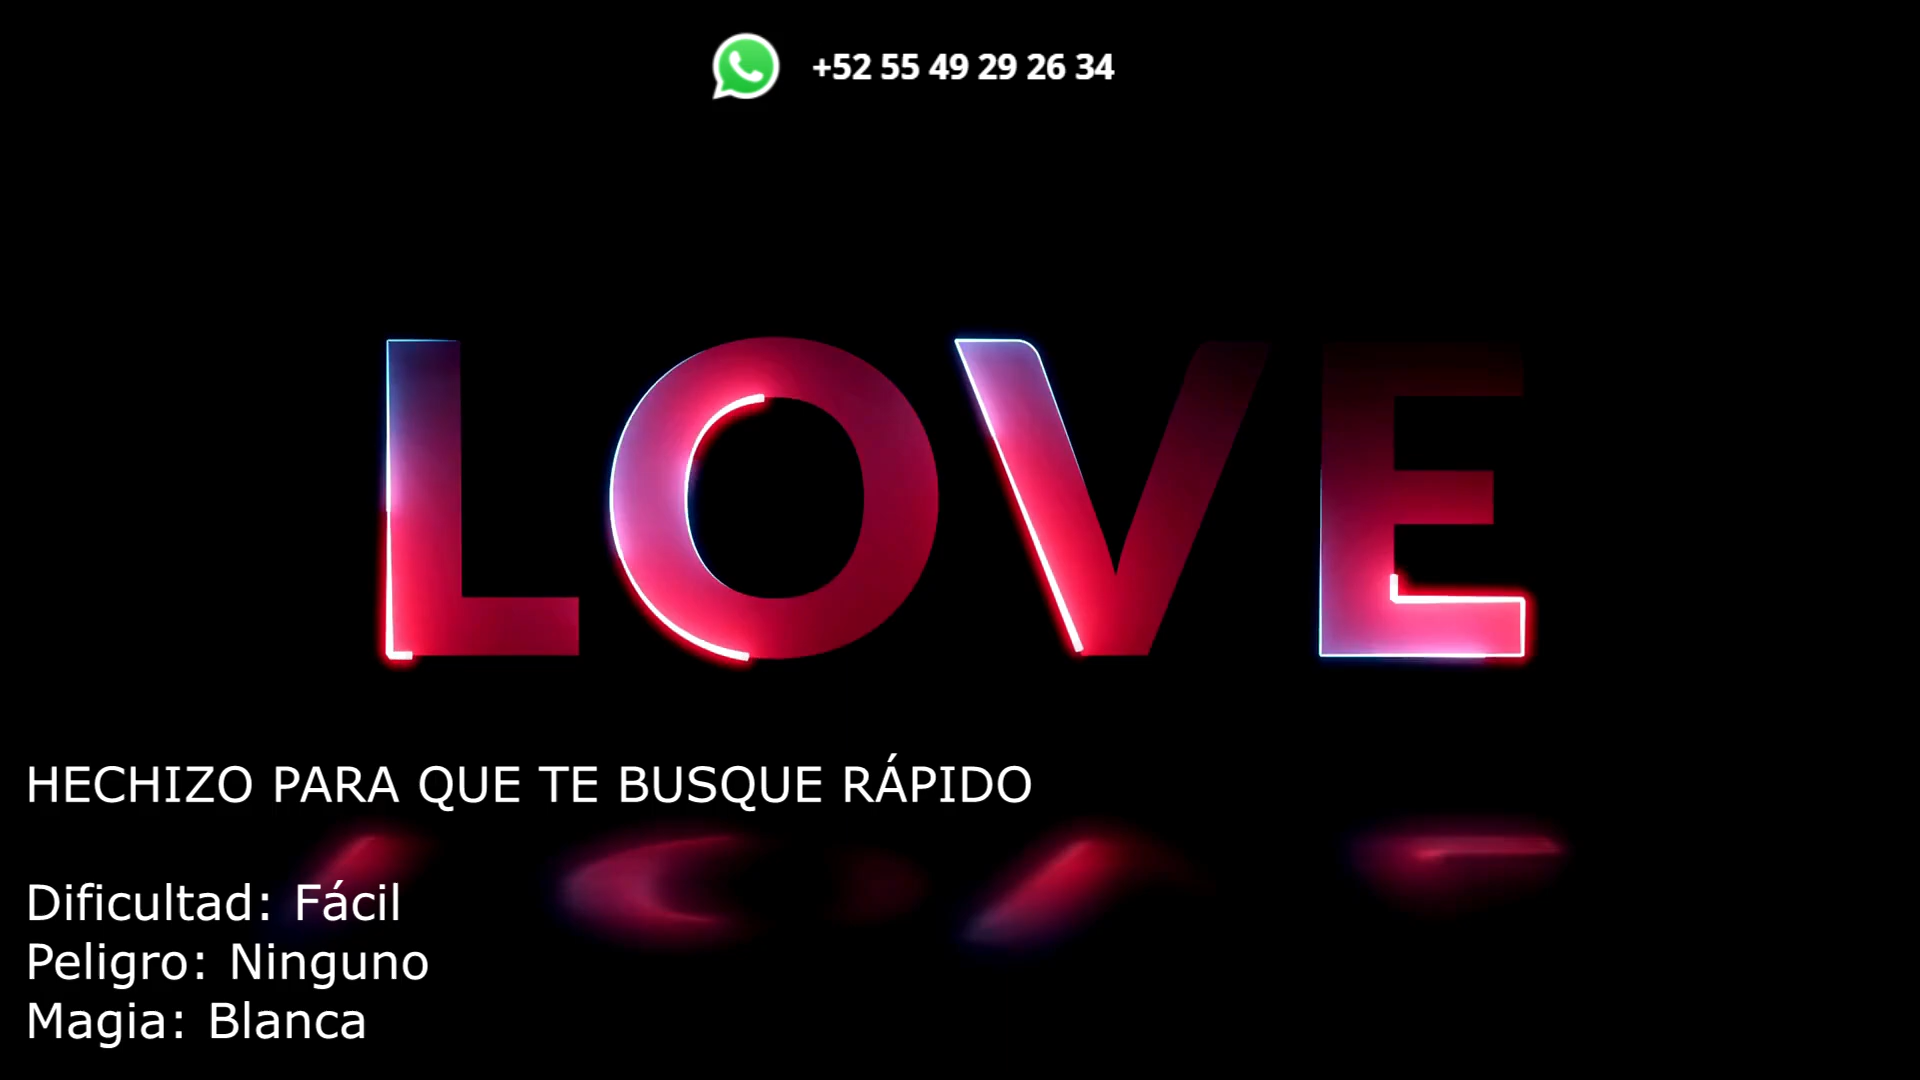 +52 55 49 29 26 34
LOVE
HECHIZO PARA QUE TE BUSQUE RÁPIDO
Dificultad: Fácil
Peligro: Ninguno
Magia: Blanca